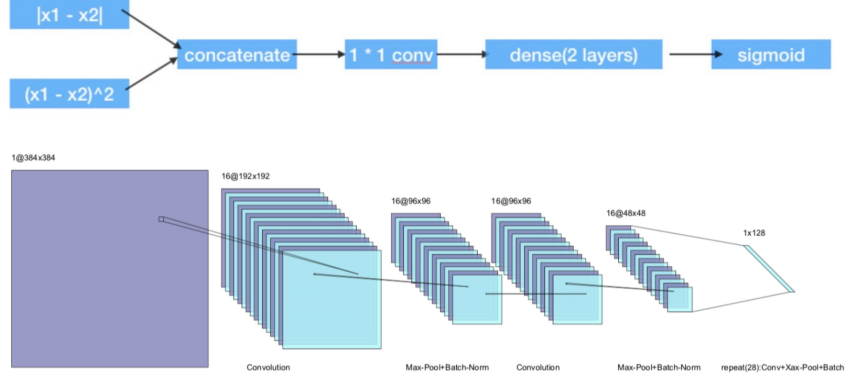 |x1 - x2|
concatenate
1 * 1 conv
dense(2 layers)
sigmoid
(x1 - x2)^2
1@384x384
16@192x192
16@96x96
16@96x96
16@48x48
1x128
Convolution
Max-Pool+Batch-Norm
Convolution
Max-Pool+Batch-Norm
repeat(28):Conv+Xax-Pool+Batch